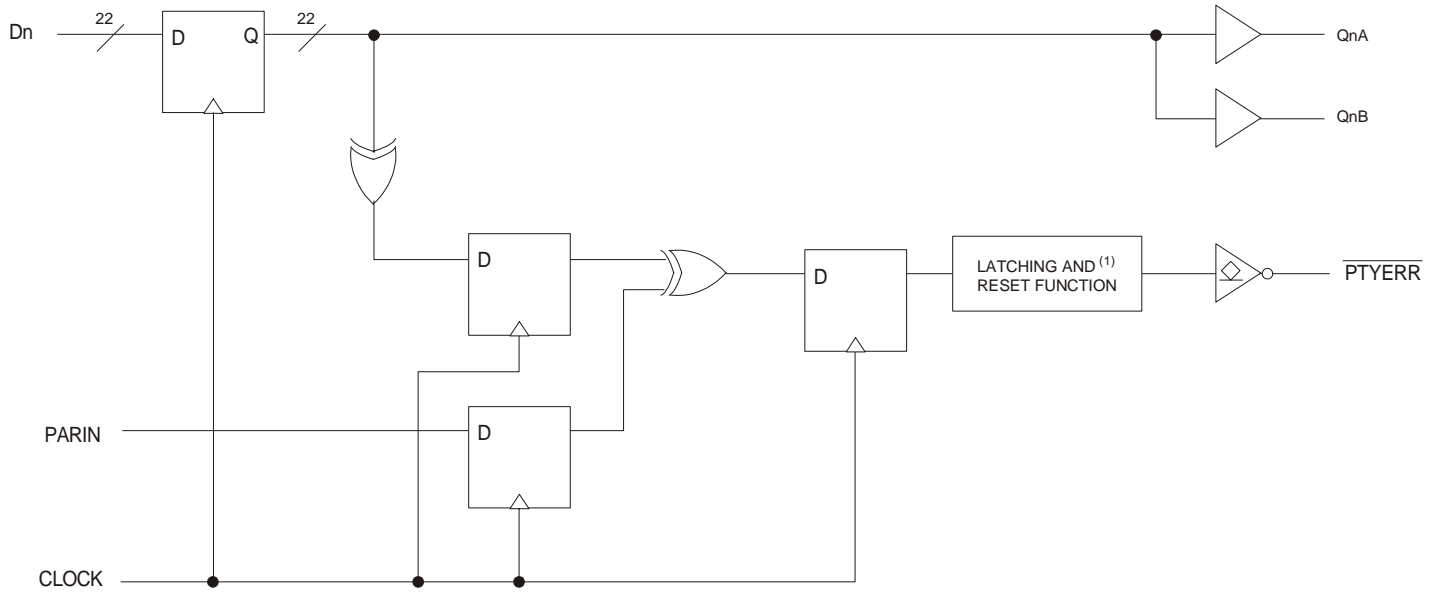 22
22
Dn
D
Q
QnA
QnB
D
D
LATCHING AND (1)
RESET FUNCTION
PTYERR
PARIN
D
CLOCK